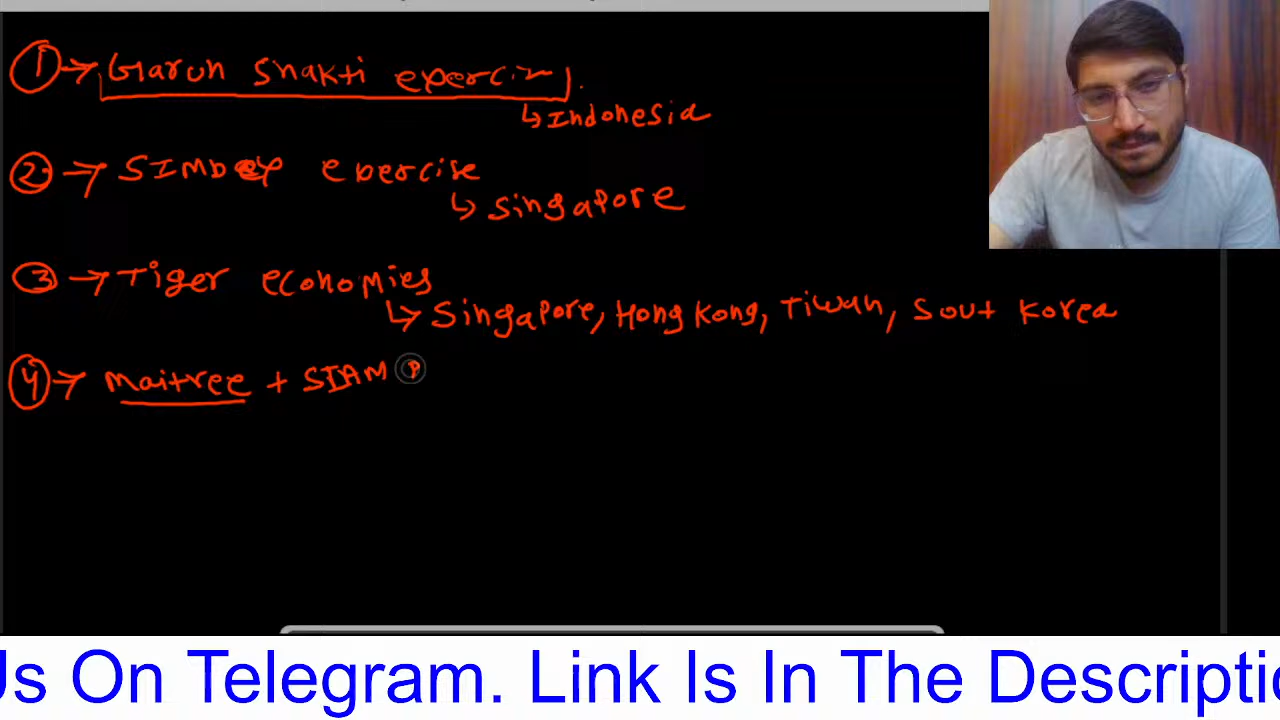 1 → Garun Shakti exercise
↳ Indonesia
2 → SIMBEX exercise
↳ Singapore
3 → Tiger economies
↳ Singapore, Hong Kong, Tiwan, Sout Korea
4 → Maitree + SIAM B
Us On Telegram. Link Is In The Descriptio